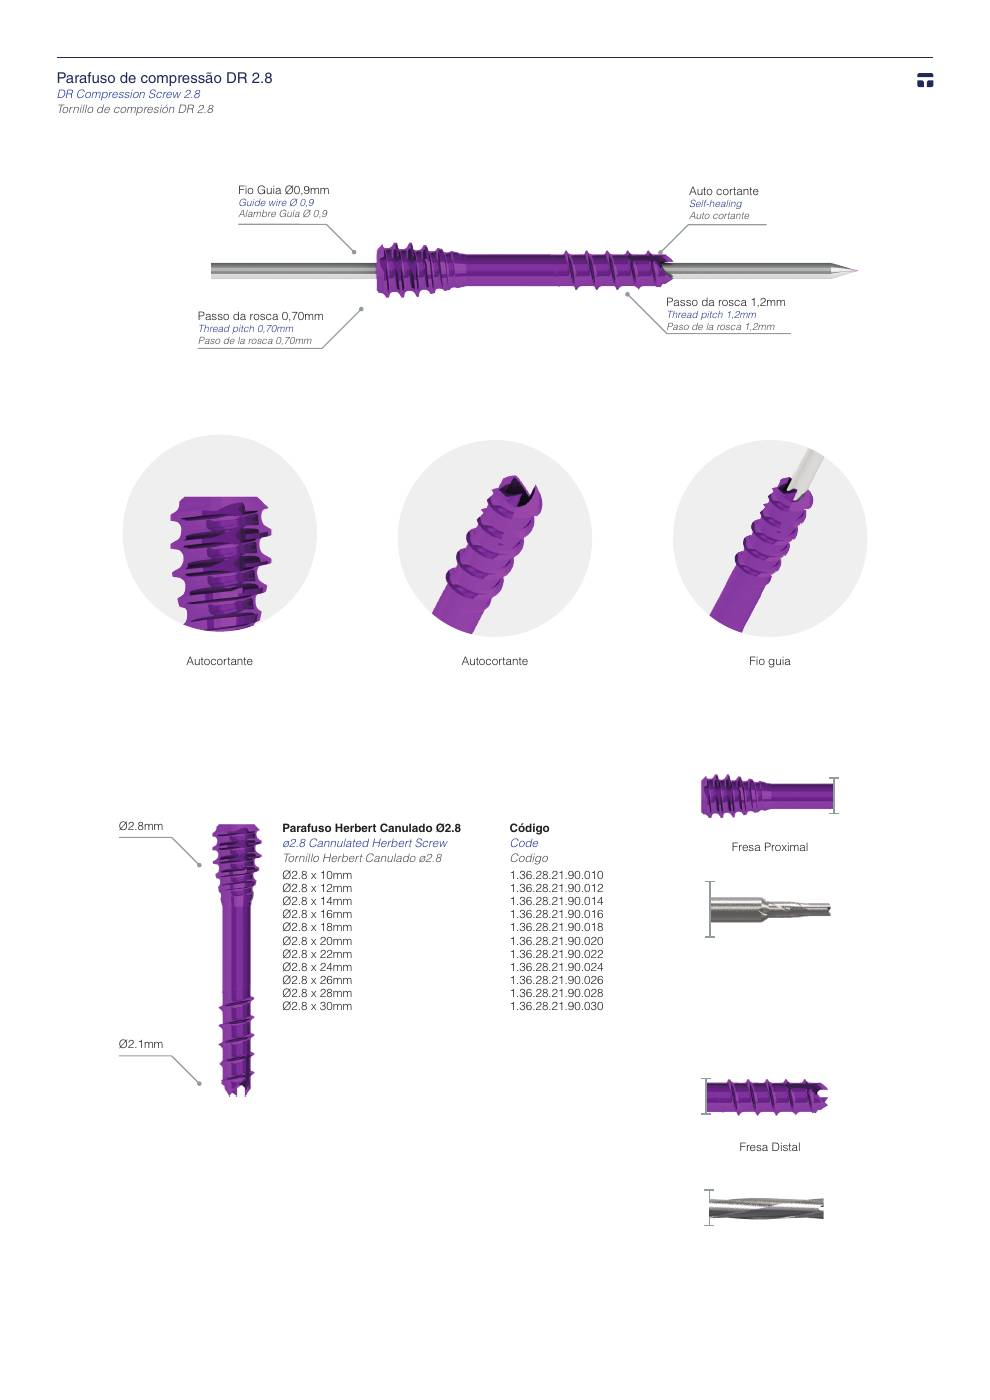 Parafuso de compressão DR 2.8
DR Compression Screw 2.8
Tornillo de compresión DR 2.8
Fio Guia Ø0,9mm
Guide wire Ø 0,9
Alambre Guía Ø 0,9
Auto cortante
Self-healing
Auto cortante
Passo da rosca 0,70mm
Thread pitch 0,70mm
Paso de la rosca 0,70mm
Passo da rosca 1,2mm
Thread pitch 1,2mm
Paso de la rosca 1,2mm
Autocortante
Autocortante
Fio guia
Ø2.8mm
Ø2.1mm
Parafuso Herbert Canulado Ø2.8 Código
ø2.8 Cannulated Herbert Screw Code
Tornillo Herbert Canulado ø2.8 Codigo
Ø2.8 x 10mm 1.36.28.21.90.010
Ø2.8 x 12mm 1.36.28.21.90.012
Ø2.8 x 14mm 1.36.28.21.90.014
Ø2.8 x 16mm 1.36.28.21.90.016
Ø2.8 x 18mm 1.36.28.21.90.018
Ø2.8 x 20mm 1.36.28.21.90.020
Ø2.8 x 22mm 1.36.28.21.90.022
Ø2.8 x 24mm 1.36.28.21.90.024
Ø2.8 x 26mm 1.36.28.21.90.026
Ø2.8 x 28mm 1.36.28.21.90.028
Ø2.8 x 30mm 1.36.28.21.90.030
Fresa Proximal
Fresa Distal